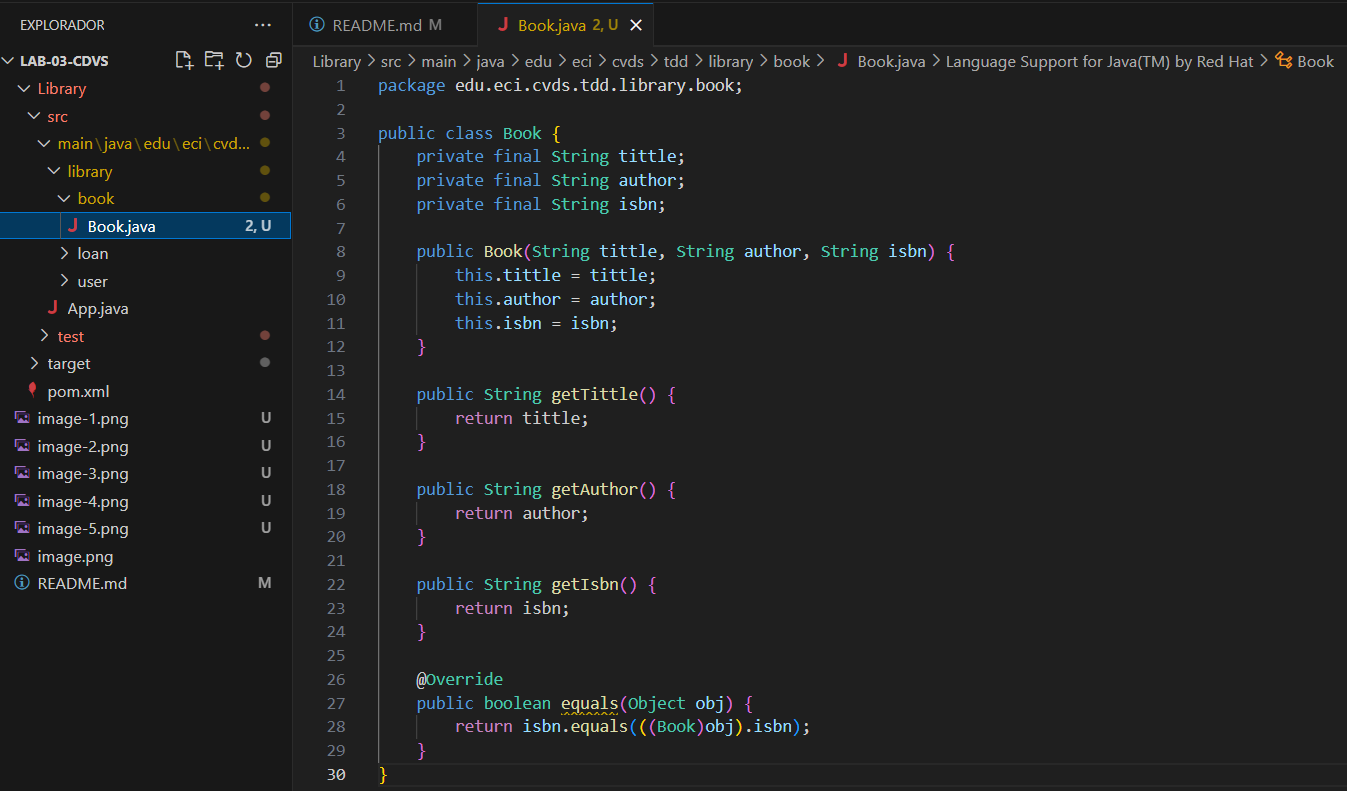 EXPLORADOR ...
LAB-03-CDVS
Library
src
main\java\edu\eci\cvd...
library
book
Book.java 2, U
loan
user
App.java
test
target
pom.xml
image-1.png U
image-2.png U
image-3.png U
image-4.png U
image-5.png U
image.png
README.md M
README.md M
Book.java 2, U
Library > src > main > java > edu > eci > cvds > tdd > library > book > Book.java > Language Support for Java(TM) by Red Hat > Book
1 package edu.eci.cvds.tdd.library.book;
2
3 public class Book {
4     private final String tittle;
5     private final String author;
6     private final String isbn;
7
8     public Book(String tittle, String author, String isbn) {
9         this.tittle = tittle;
10         this.author = author;
11         this.isbn = isbn;
12     }
13
14     public String getTittle() {
15         return tittle;
16     }
17
18     public String getAuthor() {
19         return author;
20     }
21
22     public String getIsbn() {
23         return isbn;
24     }
25
26     @Override
27     public boolean equals(Object obj) {
28         return isbn.equals(((Book)obj).isbn);
29     }
30 }